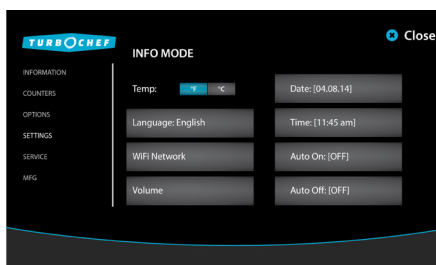 TURBOCHEF
Close
INFO MODE
INFORMATION
COUNTERS
OPTIONS
SETTINGS
SERVICE
MFG
Temp: °F °C
Date: [04.08.14]
Language: English
Time: [11:45 am]
WiFi Network
Auto On: [OFF]
Volume
Auto Off: [OFF]